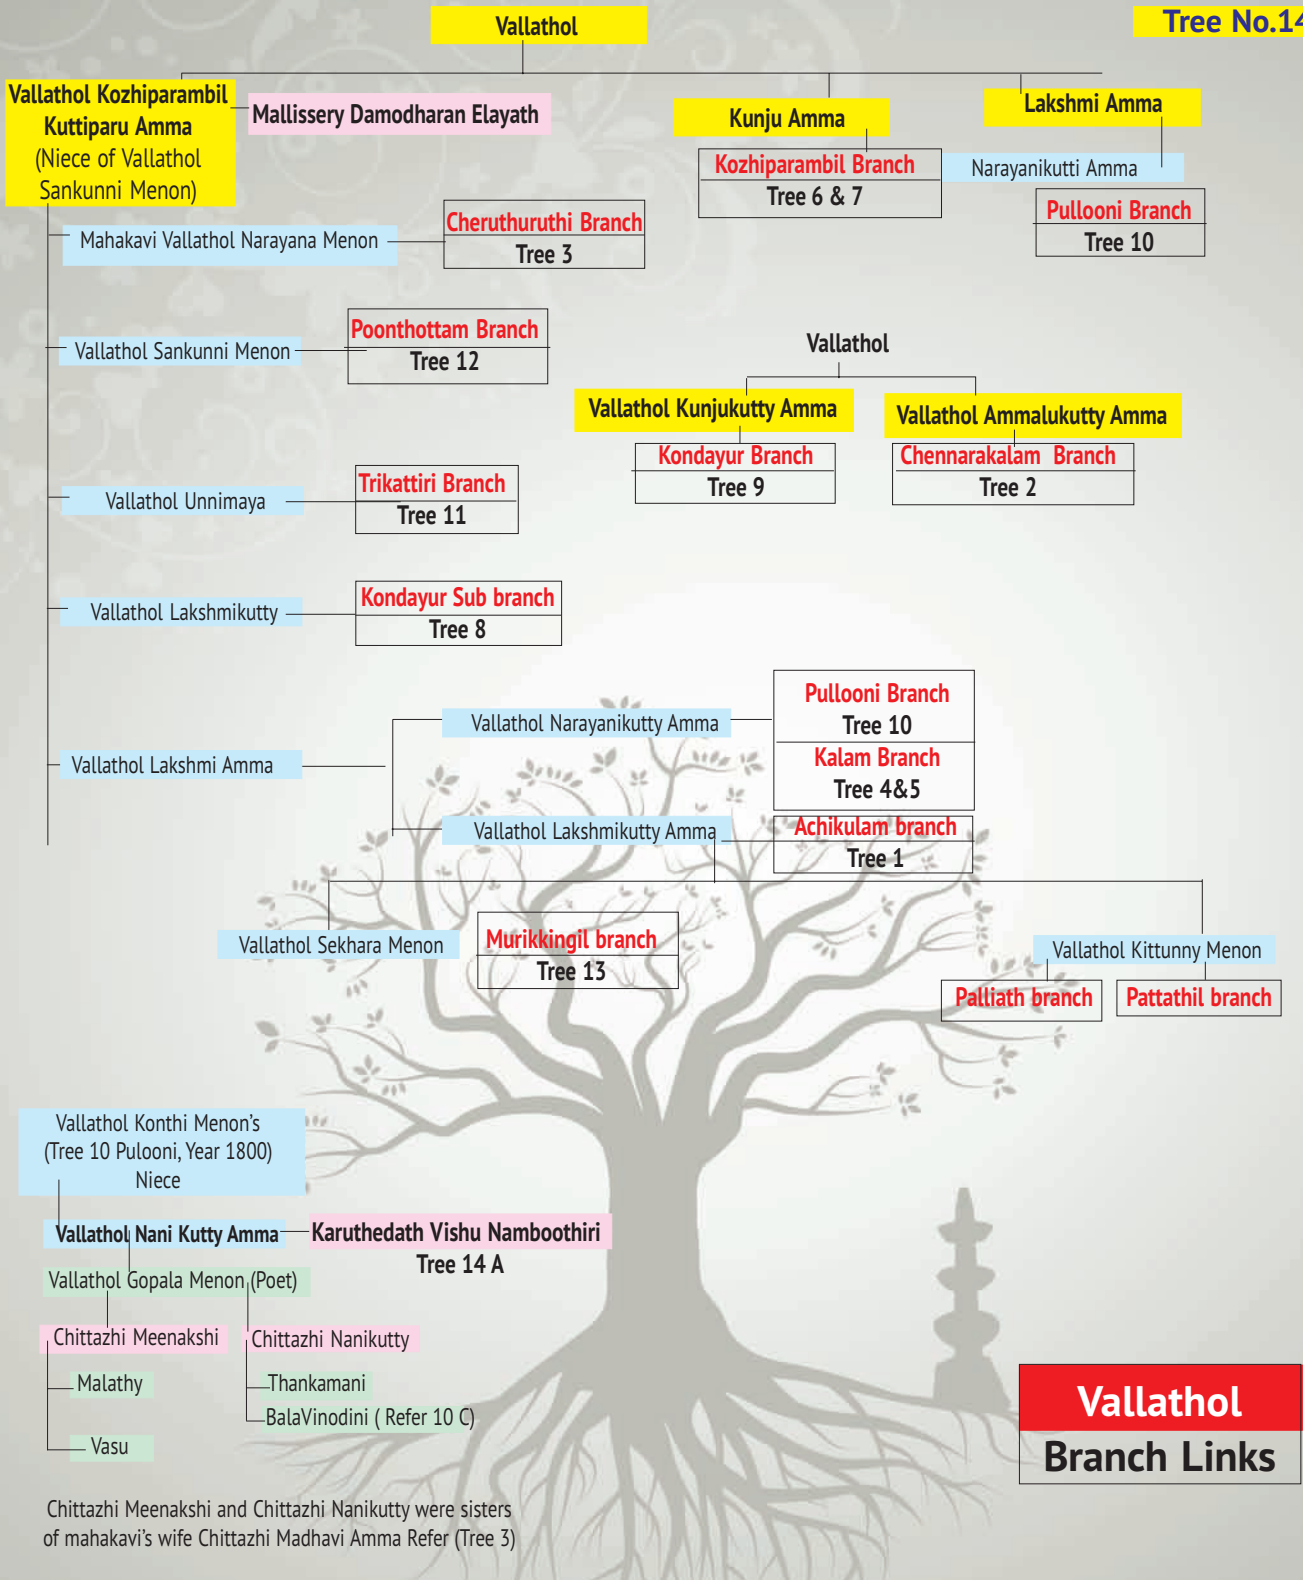 Vallathol
Tree No.14
Vallathol Kozhiparambil
Kuttiparu Amma
(Niece of Vallathol
Sankunni Menon)
Mallissery Damodharan Elayath
Kunju Amma
Lakshmi Amma
Kozhiparambil Branch
Tree 6 & 7
Narayanikutti Amma
Pullooni Branch
Tree 10
Mahakavi Vallathol Narayana Menon
Cheruthuruthi Branch
Tree 3
Vallathol Sankunni Menon
Poonthottam Branch
Tree 12
Vallathol
Vallathol Kunjukutty Amma
Vallathol Ammalukutty Amma
Kondayur Branch
Tree 9
Chennarakalam Branch
Tree 2
Vallathol Unnimaya
Trikattiri Branch
Tree 11
Vallathol Lakshmikutty
Kondayur Sub branch
Tree 8
Vallathol Lakshmi Amma
Vallathol Narayanikutty Amma
Pullooni Branch
Tree 10
Kalam Branch
Tree 4&5
Vallathol Lakshmikutty Amma
Achikulam branch
Tree 1
Vallathol Sekhara Menon
Murikkingil branch
Tree 13
Vallathol Kittunny Menon
Palliath branch
Pattathil branch
Vallathol Konthi Menon's
(Tree 10 Pulooni, Year 1800)
Niece
Vallathol Nani Kutty Amma
Karuthedath Vishu Namboothiri
Tree 14 A
Vallathol Gopala Menon (Poet)
Chittazhi Meenakshi
Chittazhi Nanikutty
Malathy
Thankamani
BalaVinodini ( Refer 10 C)
Vasu
Vallathol
Branch Links
Chittazhi Meenakshi and Chittazhi Nanikutty were sisters
of mahakavi's wife Chittazhi Madhavi Amma Refer (Tree 3)